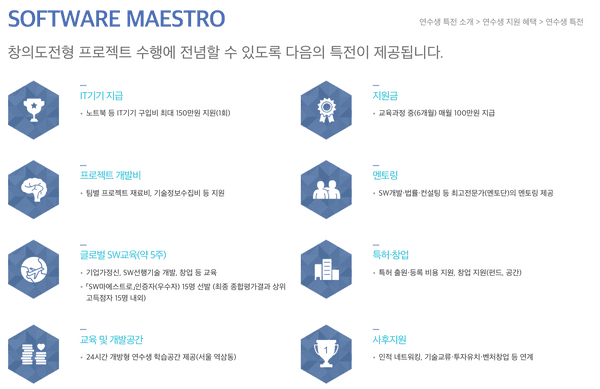 SOFTWARE MAESTRO
연수생 특전 소개 > 연수생 지원 혜택 > 연수생 특전
창의도전형 프로젝트 수행에 전념할 수 있도록 다음의 특전이 제공됩니다.
IT기기 지급
• 노트북 등 IT기기 구입비 최대 150만원 지원(1회)
지원금
• 교육과정 중(6개월) 매월 100만원 지급
프로젝트 개발비
• 팀별 프로젝트 재료비, 기술정보수집비 등 지원
멘토링
• SW개발·법률·컨설팅 등 최고전문가(멘토단)의 멘토링 제공
글로벌 SW교육(약 5주)
• 기업가정신, SW선행기술 개발, 창업 등 교육
• 「SW마에스트로」인증자(우수자) 15명 선발 (최종 종합평가결과 상위
고득점자 15명 내외)
특허·창업
• 특허 출원·등록 비용 지원, 창업 지원(펀드, 공간)
교육 및 개발공간
• 24시간 개방형 연수생 학습공간 제공(서울 역삼동)
1
사후지원
• 인적 네트워킹, 기술교류·투자유치·벤처창업 등 연계